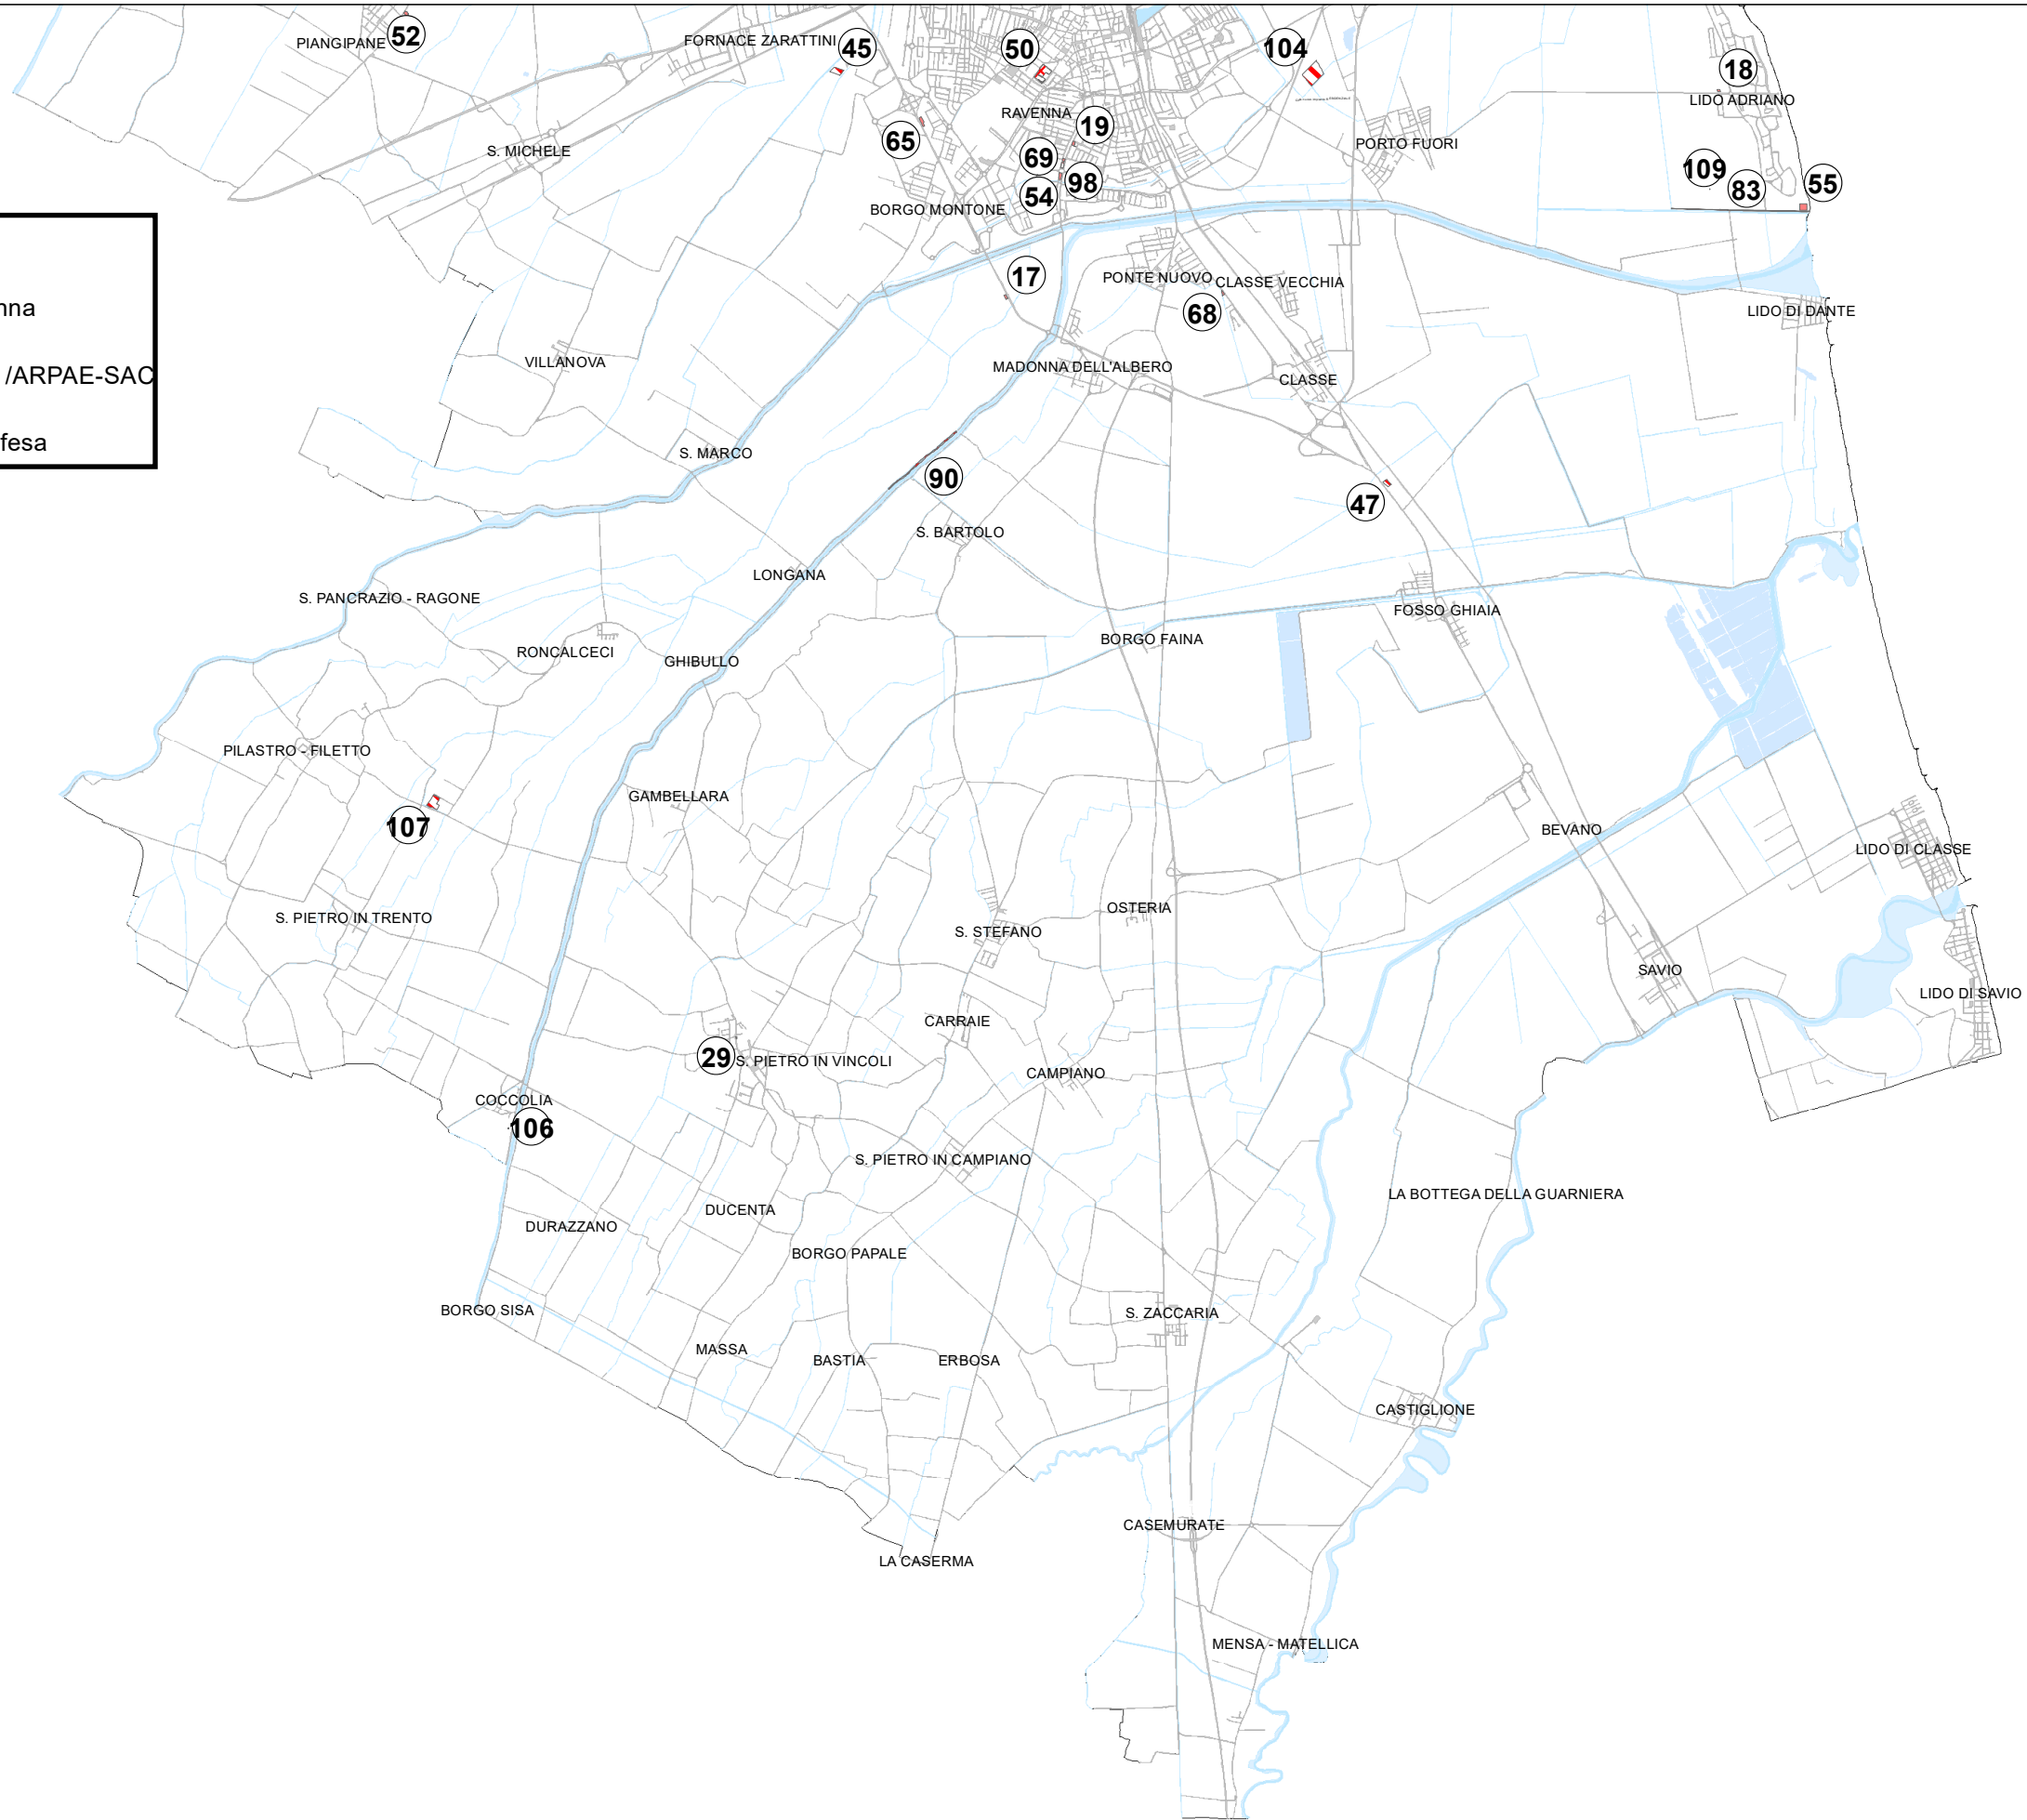 PIANGIPANE
52
FORNACE ZARATTINI
45
50
104
18
LIDO ADRIANO
RAVENNA
19
65
S. MICHELE
69
PORTO FUORI
109
98
83
55
54
BORGO MONTONE
17
PONTE NUOVO
CLASSE VECCHIA
nna
68
LIDO DI DANTE
VILLANOVA
MADONNA DELL'ALBERO
/ARPAE-SAC
CLASSE
fesa
S. MARCO
90
47
S. BARTOLO
LONGANA
S. PANCRAZIO - RAGONE
FOSSO GHIAIA
BORGO FAINA
RONCALCECI
GHIBULLO
PILASTRO - FILETTO
GAMBELLARA
107
BEVANO
LIDO DI CLASSE
OSTERIA
S. PIETRO IN TRENTO
S. STEFANO
SAVIO
LIDO DI SAVIO
CARRAIE
29
S. PIETRO IN VINCOLI
CAMPIANO
COCCOLIA
106
S. PIETRO IN CAMPIANO
LA BOTTEGA DELLA GUARNIERA
DUCENTA
DURAZZANO
BORGO PAPALE
BORGO SISA
S. ZACCARIA
MASSA
BASTIA
ERBOSA
CASTIGLIONE
CASEMURATE
LA CASERMA
MENSA - MATELLICA